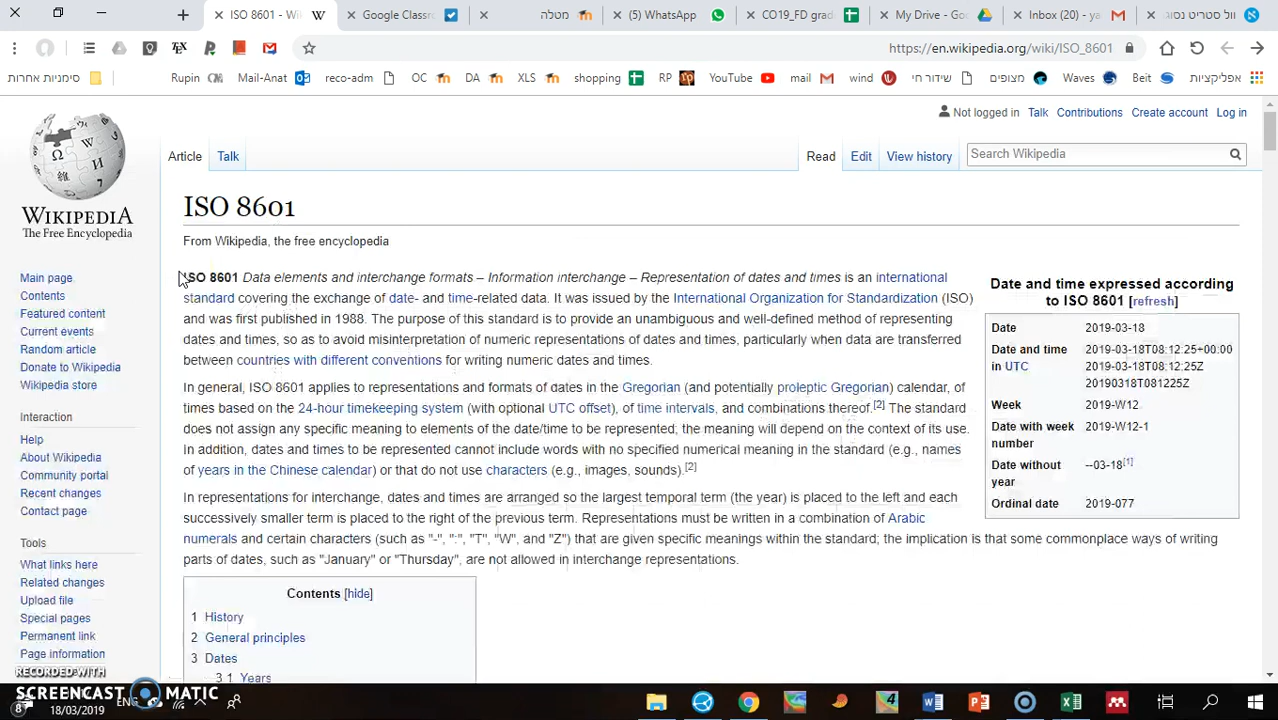 ISO 8601 - Wi
Google Classr
מטלה
(5) WhatsApp
CO19_FD grad
My Drive - Goo
Inbox (20) - ya
וול סטריט נסוג
https://en.wikipedia.org/wiki/ISO_8601
סימניות אחרות
Rupin
Mail-Anat
reco-adm
OC
DA
XLS
shopping
RP
YouTube
mail
wind
שידור חי
מצופים
Waves
Beit
אפליקציות
Not logged in Talk Contributions Create account Log in
Article Talk Read Edit View history Search Wikipedia
WIKIPEDIA
The Free Encyclopedia
Main page
Contents
Featured content
Current events
Random article
Donate to Wikipedia
Wikipedia store
Interaction
Help
About Wikipedia
Community portal
Recent changes
Contact page
Tools
What links here
Related changes
Upload file
Special pages
Permanent link
Page information
ISO 8601
From Wikipedia, the free encyclopedia
ISO 8601 Data elements and interchange formats – Information interchange – Representation of dates and times is an international
standard covering the exchange of date- and time-related data. It was issued by the International Organization for Standardization (ISO)
and was first published in 1988. The purpose of this standard is to provide an unambiguous and well-defined method of representing
dates and times, so as to avoid misinterpretation of numeric representations of dates and times, particularly when data are transferred
between countries with different conventions for writing numeric dates and times.
In general, ISO 8601 applies to representations and formats of dates in the Gregorian (and potentially proleptic Gregorian) calendar, of
times based on the 24-hour timekeeping system (with optional UTC offset), of time intervals, and combinations thereof.[2] The standard
does not assign any specific meaning to elements of the date/time to be represented; the meaning will depend on the context of its use.
In addition, dates and times to be represented cannot include words with no specified numerical meaning in the standard (e.g., names
of years in the Chinese calendar) or that do not use characters (e.g., images, sounds).[2]
In representations for interchange, dates and times are arranged so the largest temporal term (the year) is placed to the left and each
successively smaller term is placed to the right of the previous term. Representations must be written in a combination of Arabic
numerals and certain characters (such as "-", ":", "T", "W", and "Z") that are given specific meanings within the standard; the implication is that some commonplace ways of writing
parts of dates, such as "January" or "Thursday", are not allowed in interchange representations.
Date and time expressed according
to ISO 8601 [refresh]
Date 2019-03-18
Date and time 2019-03-18T08:12:25+00:00
in UTC 2019-03-18T08:12:25Z
20190318T081225Z
Week 2019-W12
Date with week 2019-W12-1
number
Date without --03-18[1]
year
Ordinal date 2019-077
Contents [hide]
1 History
2 General principles
3 Dates
3.1 Years
RECORDED WITH
SCREENCAST MATIC
ENG
18/03/2019